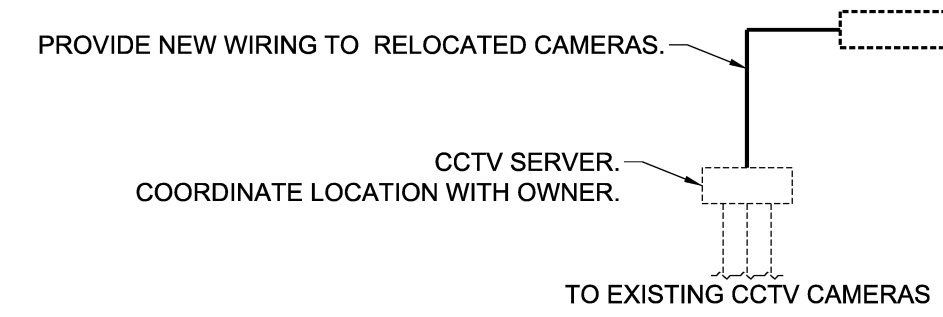 PROVIDE NEW WIRING TO RELOCATED CAMERAS.
CCTV SERVER.
COORDINATE LOCATION WITH OWNER.
TO EXISTING CCTV CAMERAS